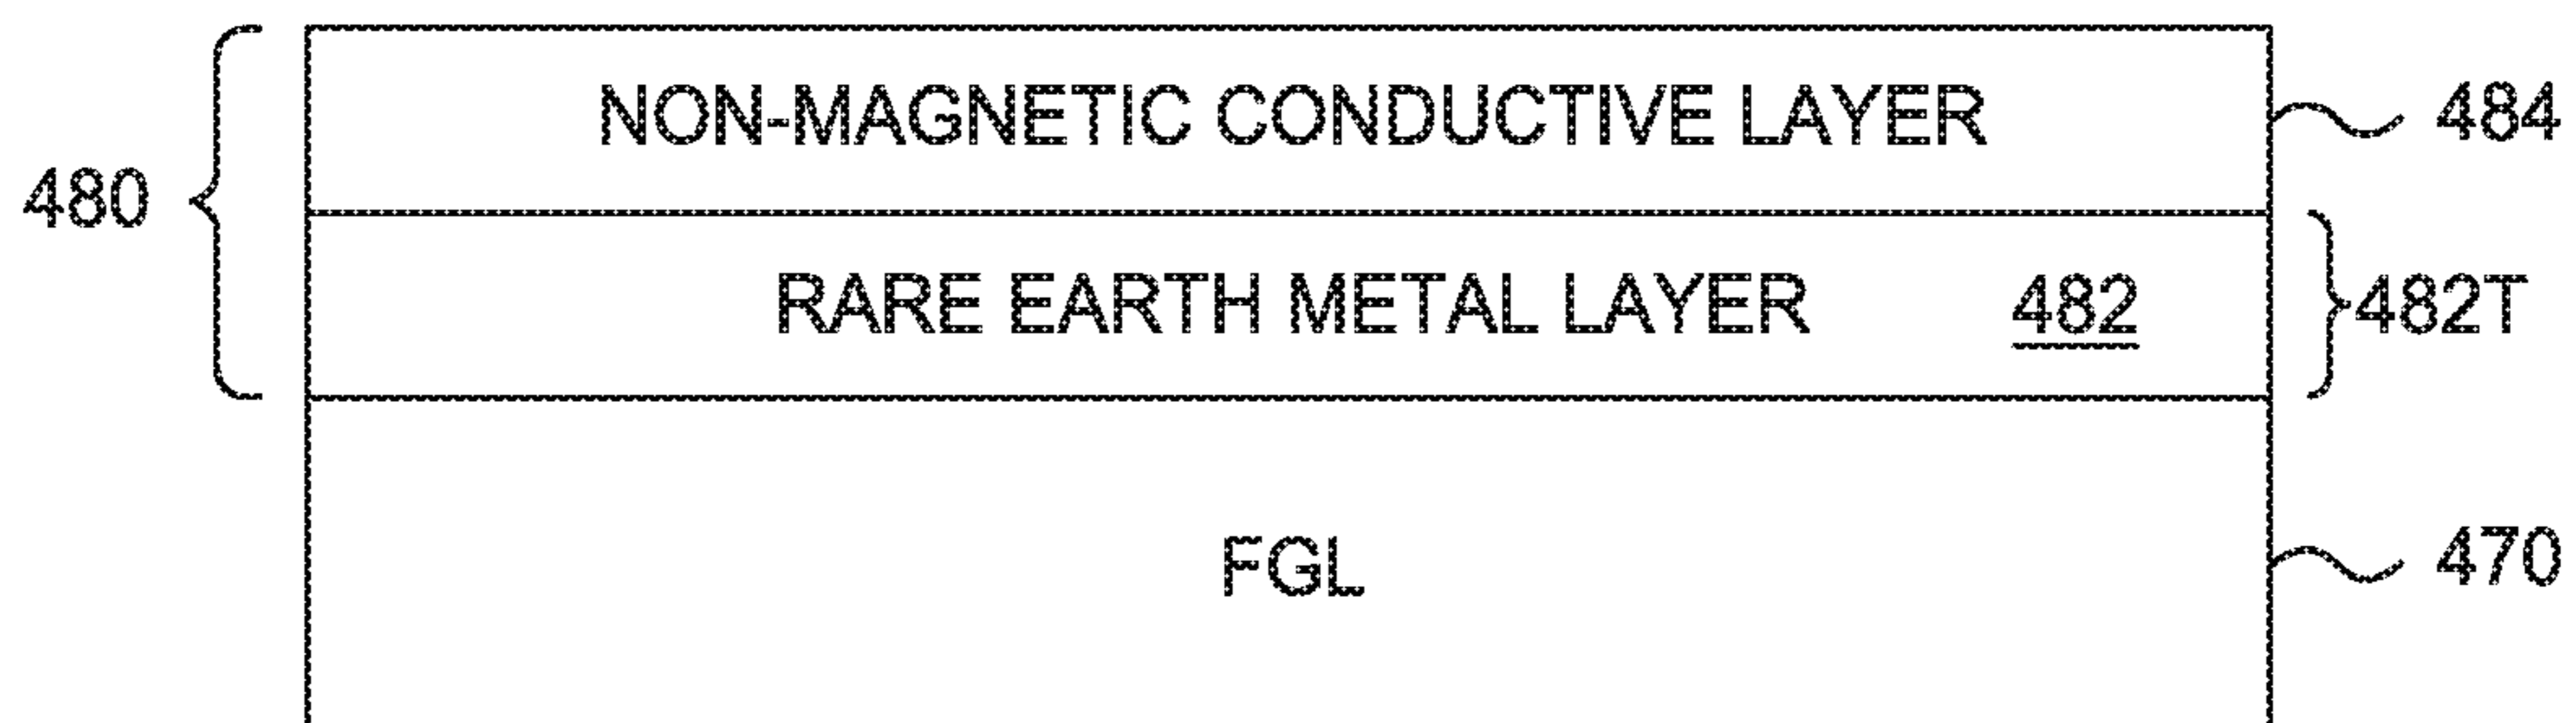 NON-MAGNETIC CONDUCTIVE LAYER 484
480
RARE EARTH METAL LAYER 482 482T
FGL 470